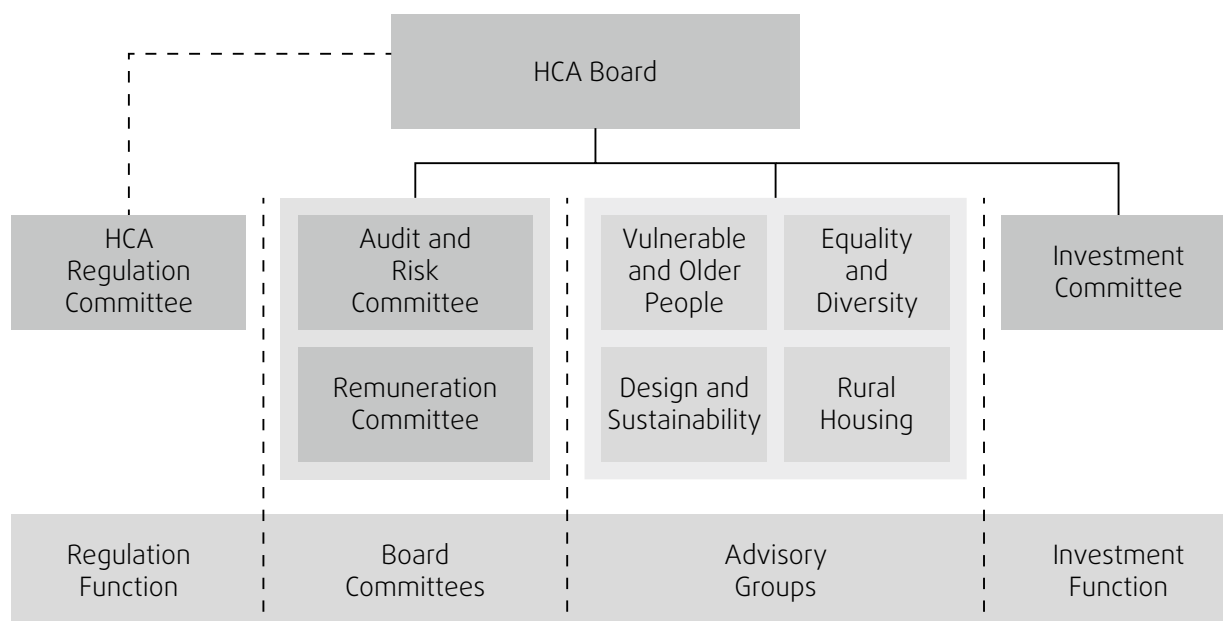 HCA Board
HCA
Regulation
Committee
Audit and
Risk
Committee
Remuneration
Committee
Vulnerable
and Older
People
Equality
and
Diversity
Design and
Sustainability
Rural
Housing
Investment
Committee
Regulation
Function
Board
Committees
Advisory
Groups
Investment
Function